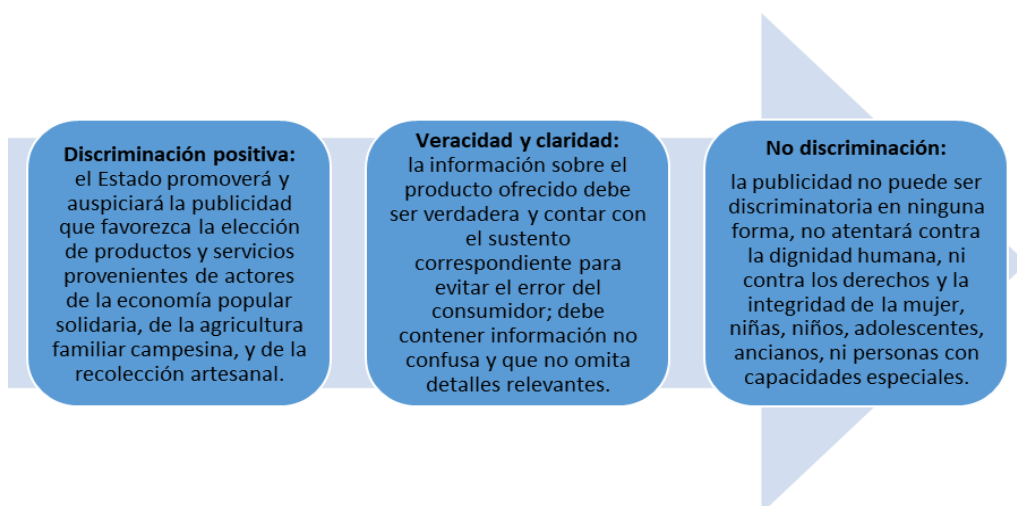 Discriminación positiva:
el Estado promoverá y
auspiciará la publicidad
que favorezca la elección
de productos y servicios
provenientes de actores
de la economía popular
solidaria, de la agricultura
familiar campesina, y de la
recolección artesanal.
Veracidad y claridad:
la información sobre el
producto ofrecido debe
ser verdadera y contar con
el sustento
correspondiente para
evitar el error del
consumidor; debe
contener información no
confusa y que no omita
detalles relevantes.
No discriminación:
la publicidad no puede ser
discriminatoria en ninguna
forma, no atentará contra
la dignidad humana, ni
contra los derechos y la
integridad de la mujer,
niñas, niños, adolescentes,
ancianos, ni personas con
capacidades especiales.